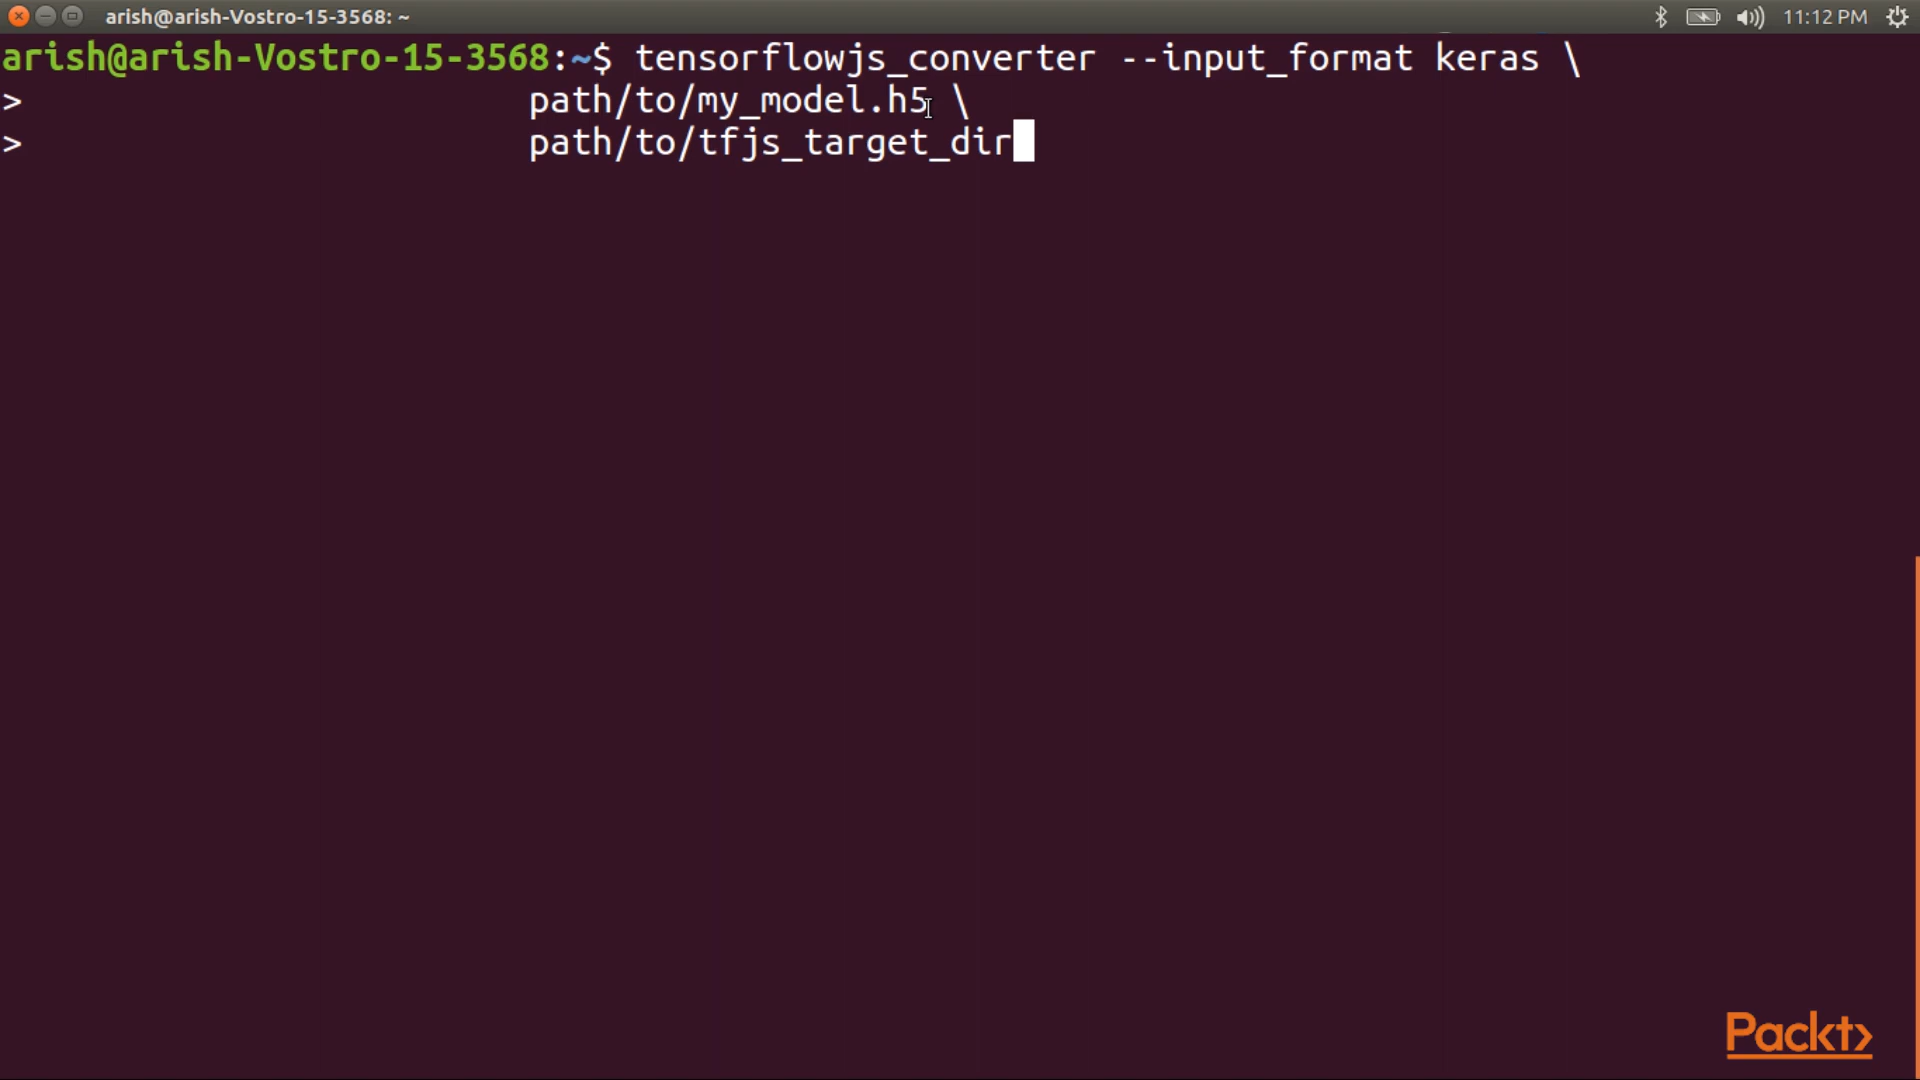 arish@arish-Vostro-15-3568: ~
11:12 PM
arish@arish-Vostro-15-3568:~$ tensorflowjs_converter --input_format keras \
> path/to/my_model.h5 \
> path/to/tfjs_target_dir
Packt>